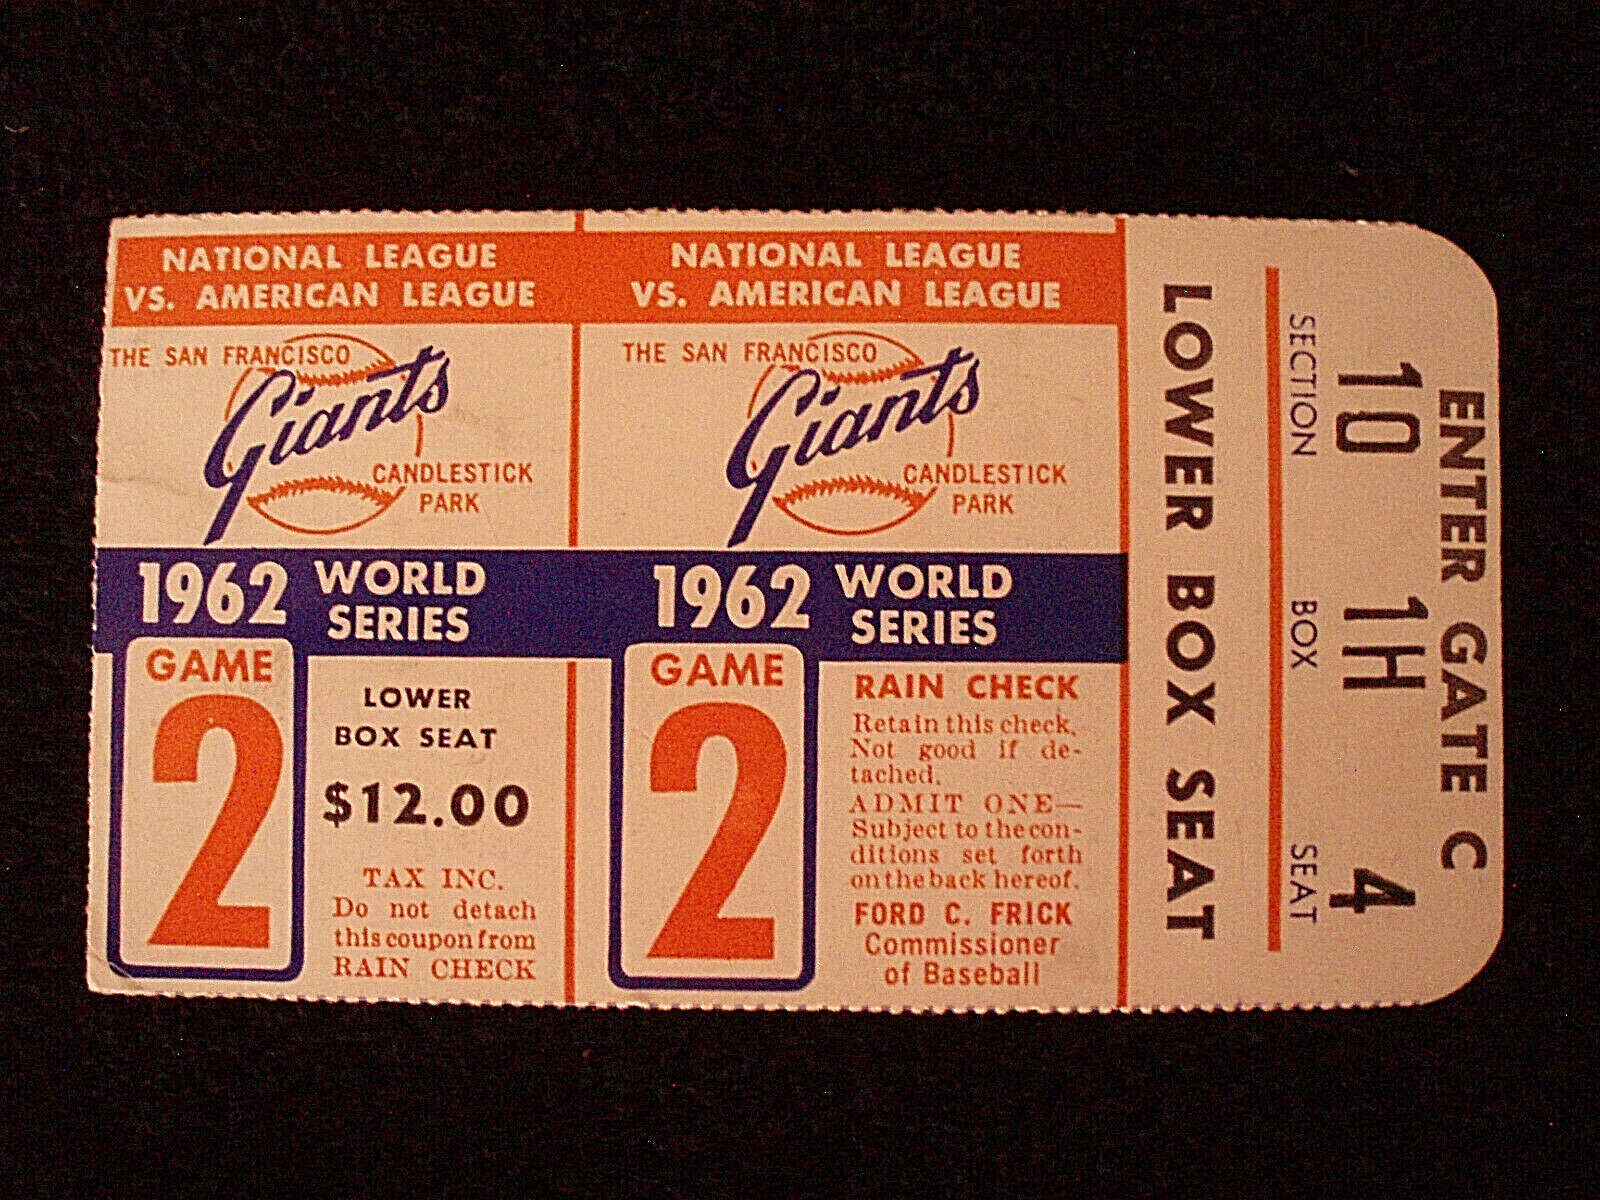 NATIONAL LEAGUE
VS. AMERICAN LEAGUE
THE SAN FRANCISCO
Giants
CANDLESTICK
PARK
1962 WORLD
SERIES
GAME
2
LOWER
BOX SEAT
$12.00
TAX INC.
Do not detach
this coupon from
RAIN CHECK
NATIONAL LEAGUE
VS. AMERICAN LEAGUE
THE SAN FRANCISCO
Giants
CANDLESTICK
PARK
1962 WORLD
SERIES
GAME
2
RAIN CHECK
Retain this check.
Not good if de-
tached.
ADMIT ONE—
Subject to the con-
ditions set forth
on the back hereof.
FORD C. FRICK
Commissioner
of Baseball
LOWER BOX SEAT
SECTION BOX SEAT
10 1H 4
ENTER GATE C